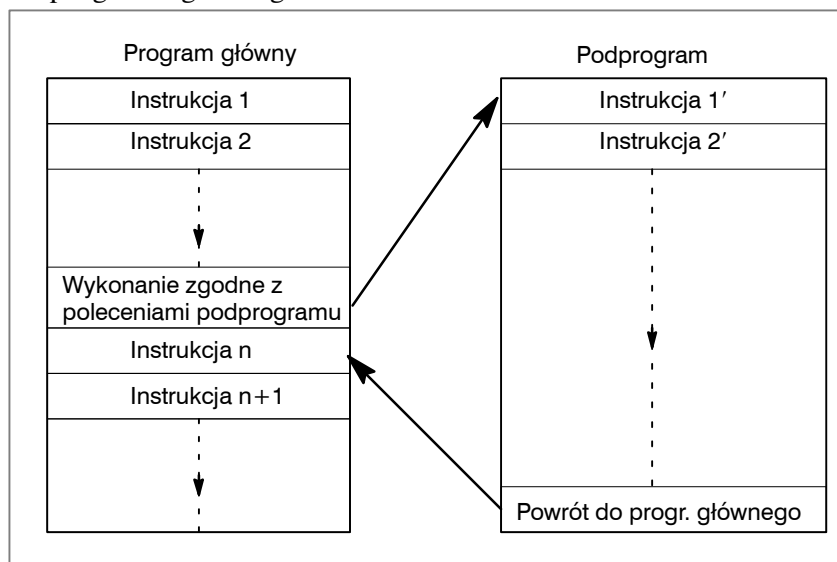 Program główny
Instrukcja 1
Instrukcja 2
Wykonanie zgodne z
poleceniami podprogramu
Instrukcja n
Instrukcja n+1
Podprogram
Instrukcja 1′
Instrukcja 2′
Powrót do progr. głównego